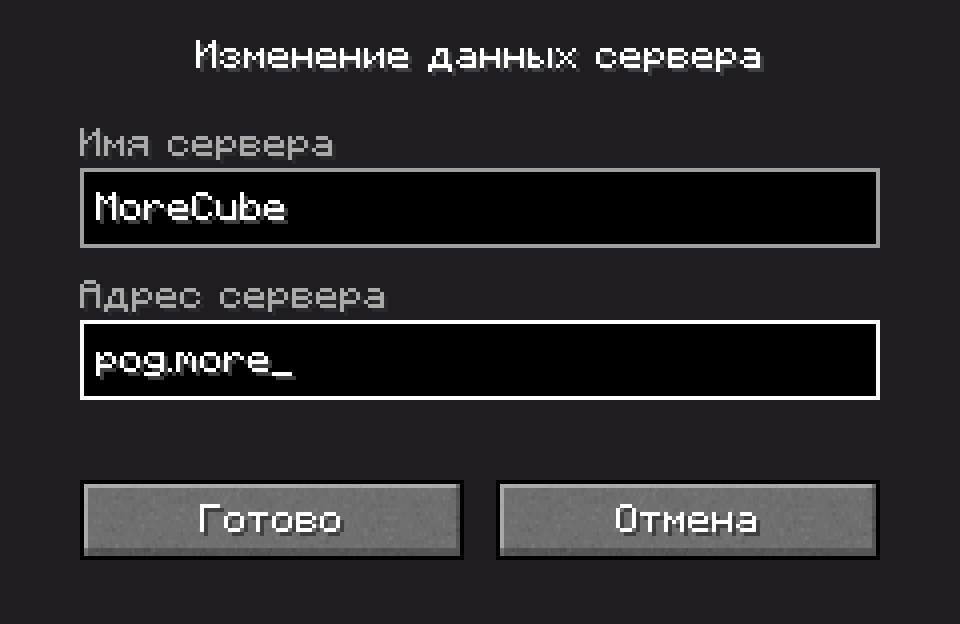 Изменение данных сервера
Имя сервера
MoreCube
Адрес сервера
pog.more_
Готово
Отмена